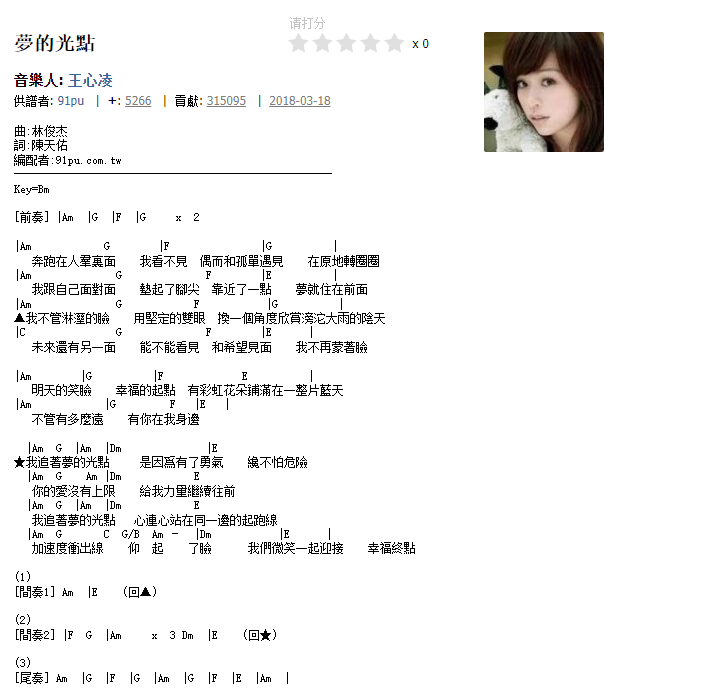 请打分
夢的光點
x 0
音樂人: 王心凌
供譜者: 91pu | +: 5266 | 貢獻: 315095 | 2018-03-18
曲:林俊杰
詞:陳天佑
編配者:91pu.com.tw
Key=Bm
[前奏] |Am |G |F |G x 2
|Am G |F |G |
奔跑在人羣裏面 我看不見 偶而和孤單遇見 在原地轉圈圈
|Am G F |E |
我跟自己面對面 墊起了腳尖 靠近了一點 夢就住在前面
|Am G F |G |
▲我不管淋溼的臉 用堅定的雙眼 換一個角度欣賞滂沱大雨的陰天
|C G F |E |
未來還有另一面 能不能看見 和希望見面 我不再蒙著臉
|Am |G |F E |
明天的笑臉 幸福的起點 有彩虹花朵鋪滿在一整片藍天
|Am |G F |E |
不管有多麼遠 有你在我身邊
|Am G |Am |Dm |E
★我追著夢的光點 是因爲有了勇氣 纔不怕危險
|Am G Am |Dm E
你的愛沒有上限 給我力量繼續往前
|Am G |Am |Dm E
我追著夢的光點 心連心站在同一邊的起跑線
|Am G C G/B Am - |Dm |E |
加速度衝出線 仰 起 了臉 我們微笑一起迎接 幸福終點
(1)
[間奏1] Am |E (回▲)
(2)
[間奏2] |F G |Am x 3 Dm |E (回★)
(3)
[尾奏] Am |G |F |G |Am |G |F |E |Am |